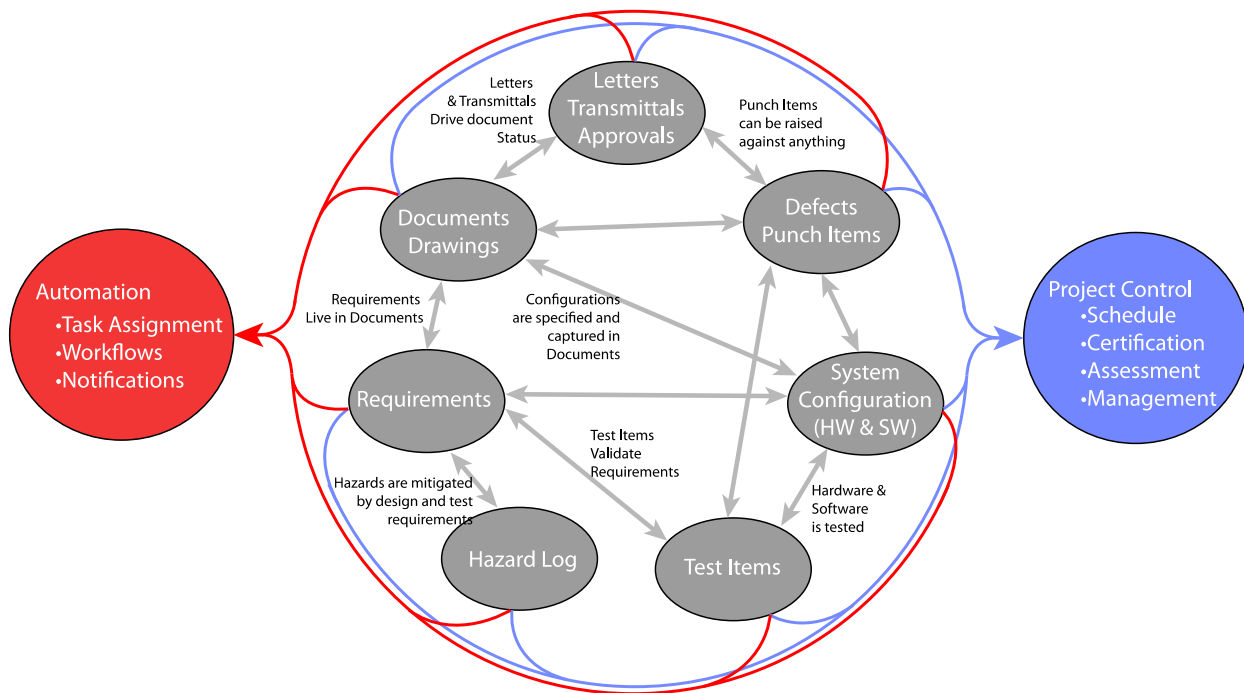 Letters
& Transmittals
Drive document
Status
Letters
Transmittals
Approvals
Punch Items
can be raised
against anything
Documents
Drawings
Defects
Punch Items
Automation
•Task Assignment
•Workflows
•Notifications
Requirements
Live in Documents
Configurations
are specified and
captured in
Documents
Project Control
•Schedule
•Certification
•Assessment
•Management
Requirements
System
Configuration
(HW & SW)
Test Items
Validate
Requirements
Hazards are mitigated
by design and test
requirements
Hardware &
Software
is tested
Hazard Log
Test Items